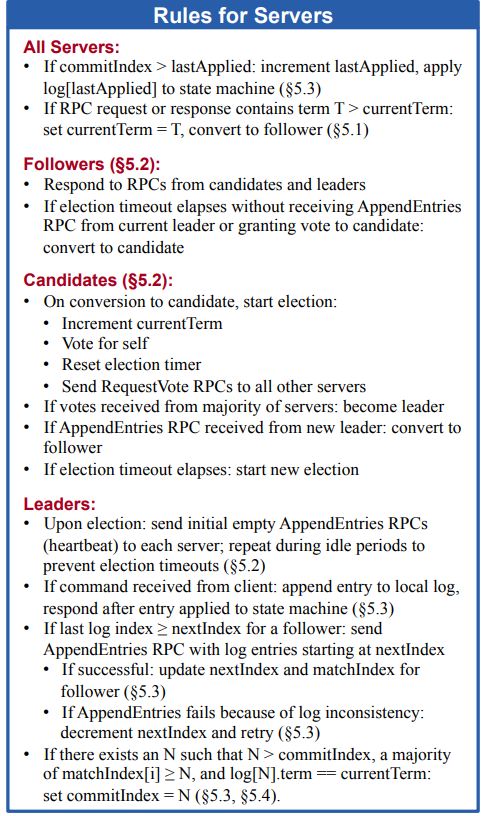 Rules for Servers
All Servers:
• If commitIndex > lastApplied: increment lastApplied, apply
log[lastApplied] to state machine (§5.3)
• If RPC request or response contains term T > currentTerm:
set currentTerm = T, convert to follower (§5.1)
Followers (§5.2):
• Respond to RPCs from candidates and leaders
• If election timeout elapses without receiving AppendEntries
RPC from current leader or granting vote to candidate:
convert to candidate
Candidates (§5.2):
• On conversion to candidate, start election:
• Increment currentTerm
• Vote for self
• Reset election timer
• Send RequestVote RPCs to all other servers
• If votes received from majority of servers: become leader
• If AppendEntries RPC received from new leader: convert to
follower
• If election timeout elapses: start new election
Leaders:
• Upon election: send initial empty AppendEntries RPCs
(heartbeat) to each server; repeat during idle periods to
prevent election timeouts (§5.2)
• If command received from client: append entry to local log,
respond after entry applied to state machine (§5.3)
• If last log index ≥ nextIndex for a follower: send
AppendEntries RPC with log entries starting at nextIndex
• If successful: update nextIndex and matchIndex for
follower (§5.3)
• If AppendEntries fails because of log inconsistency:
decrement nextIndex and retry (§5.3)
• If there exists an N such that N > commitIndex, a majority
of matchIndex[i] ≥ N, and log[N].term == currentTerm:
set commitIndex = N (§5.3, §5.4).